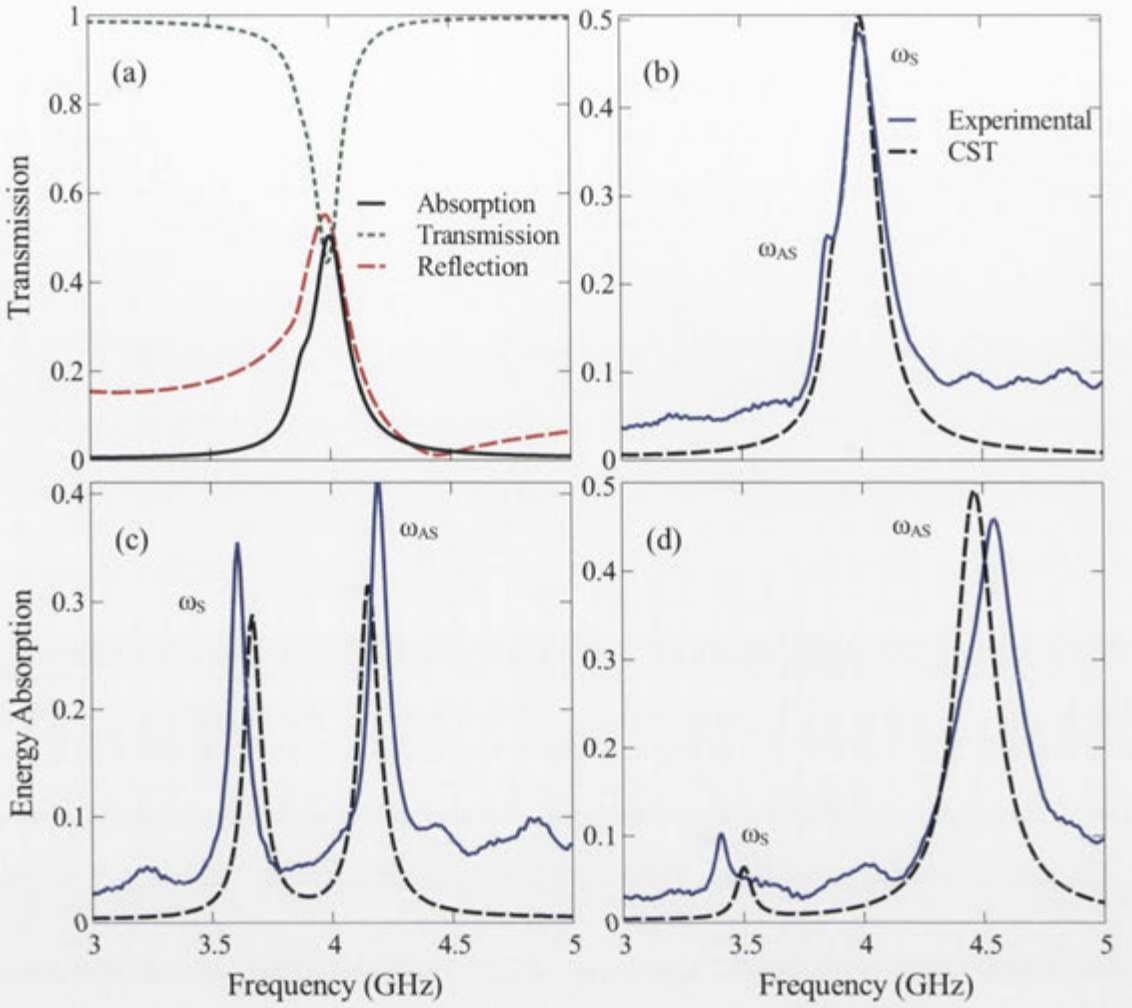 1
0.8
0.6
0.4
0.2
0
Transmission
(a)
Absorption
Transmission
Reflection
0.5
0.4
0.3
0.2
0.1
0
(b)
ωS
ωAS
Experimental
CST
0.4
0.3
0.2
0.1
0
Energy Absorption
(c)
ωS
ωAS
3
3.5
4
4.5
5
Frequency (GHz)
0.5
0.4
0.3
0.2
0.1
0
(d)
ωAS
ωS
3
3.5
4
4.5
5
Frequency (GHz)